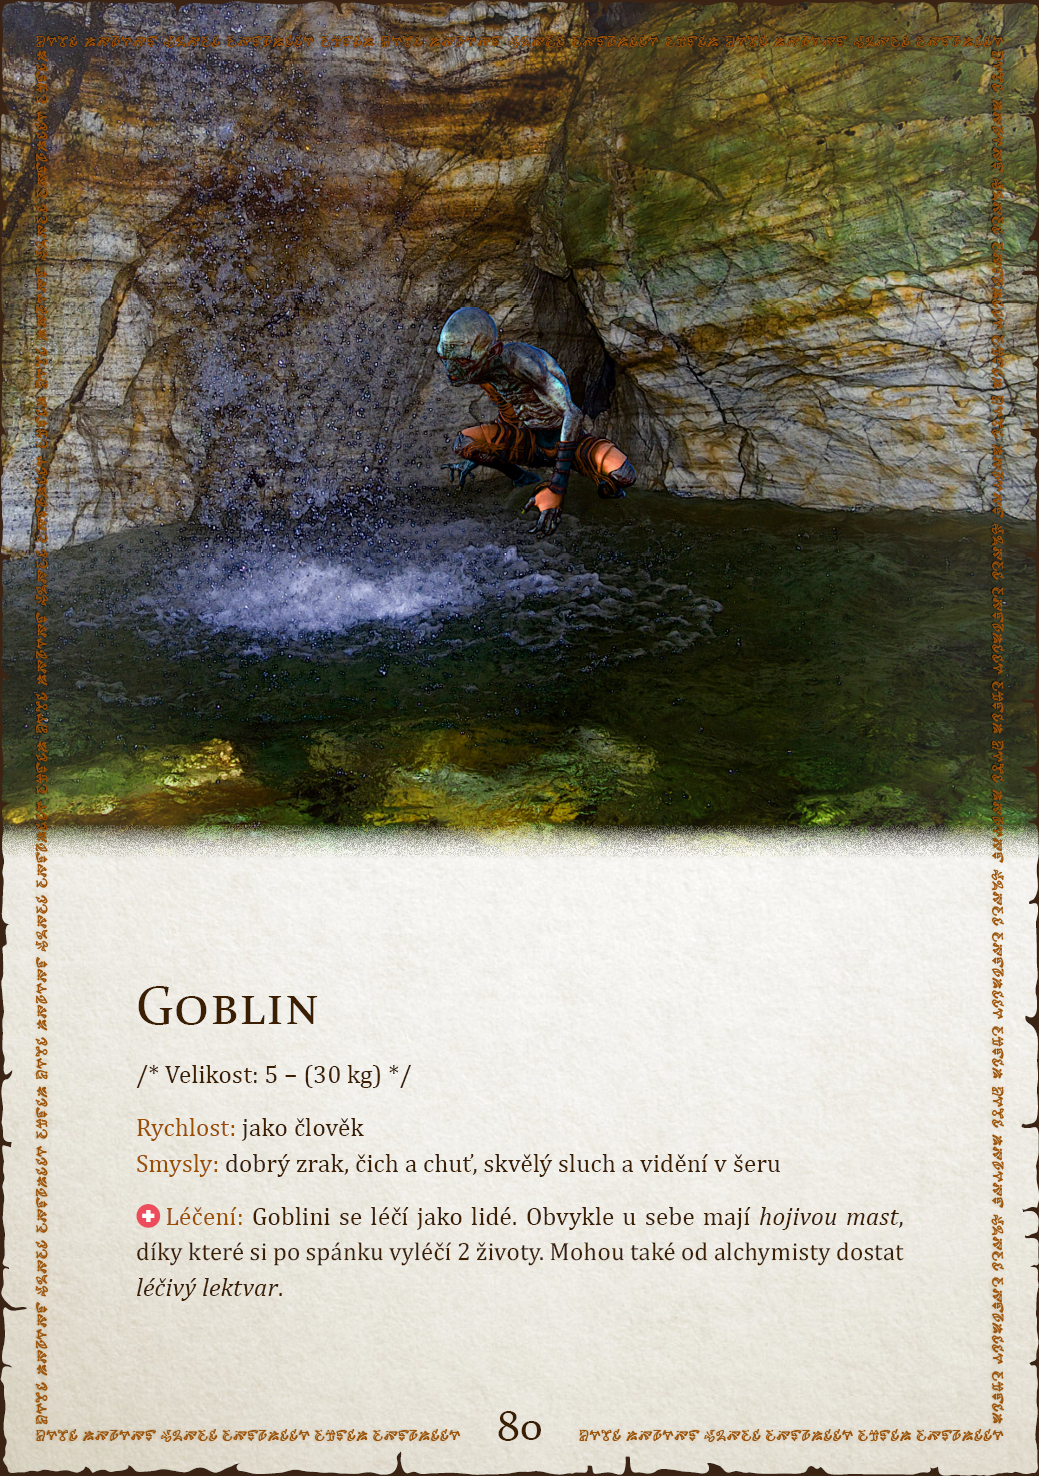 Goblin
/* Velikost: 5 – (30 kg) */
Rychlost: jako člověk
Smysly: dobrý zrak, čich a chuť, skvělý sluch a vidění v šeru
Léčení: Goblini se léčí jako lidé. Obvykle u sebe mají hojivou mast,
díky které si po spánku vyléčí 2 životy. Mohou také od alchymisty dostat
léčivý lektvar.
80